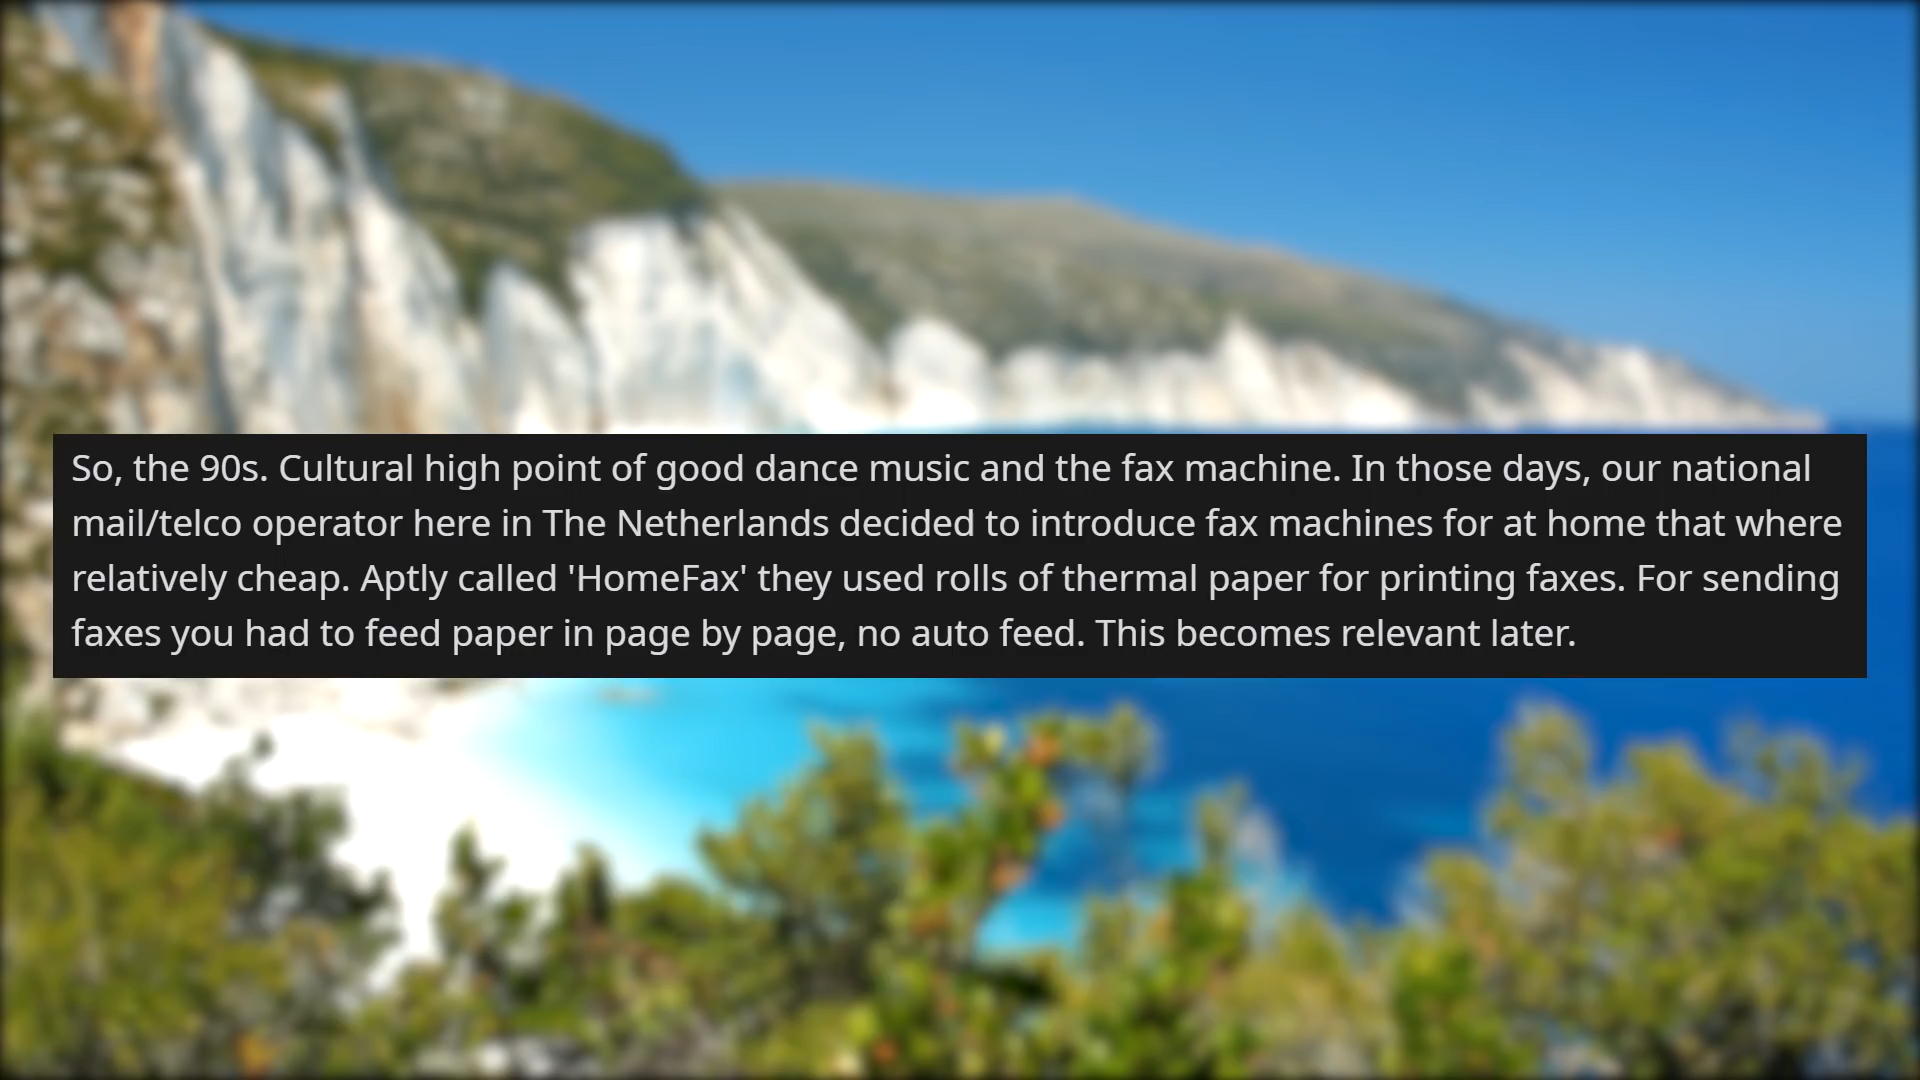 So, the 90s. Cultural high point of good dance music and the fax machine. In those days, our national
mail/telco operator here in The Netherlands decided to introduce fax machines for at home that where
relatively cheap. Aptly called 'HomeFax' they used rolls of thermal paper for printing faxes. For sending
faxes you had to feed paper in page by page, no auto feed. This becomes relevant later.